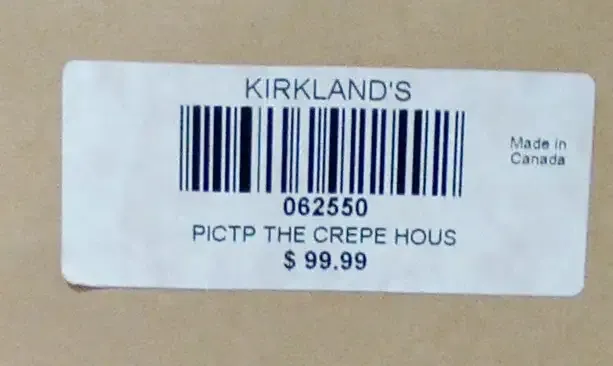 KIRKLAND'S
062550
PICTP THE CREPE HOUS
$ 99.99
Made in
Canada